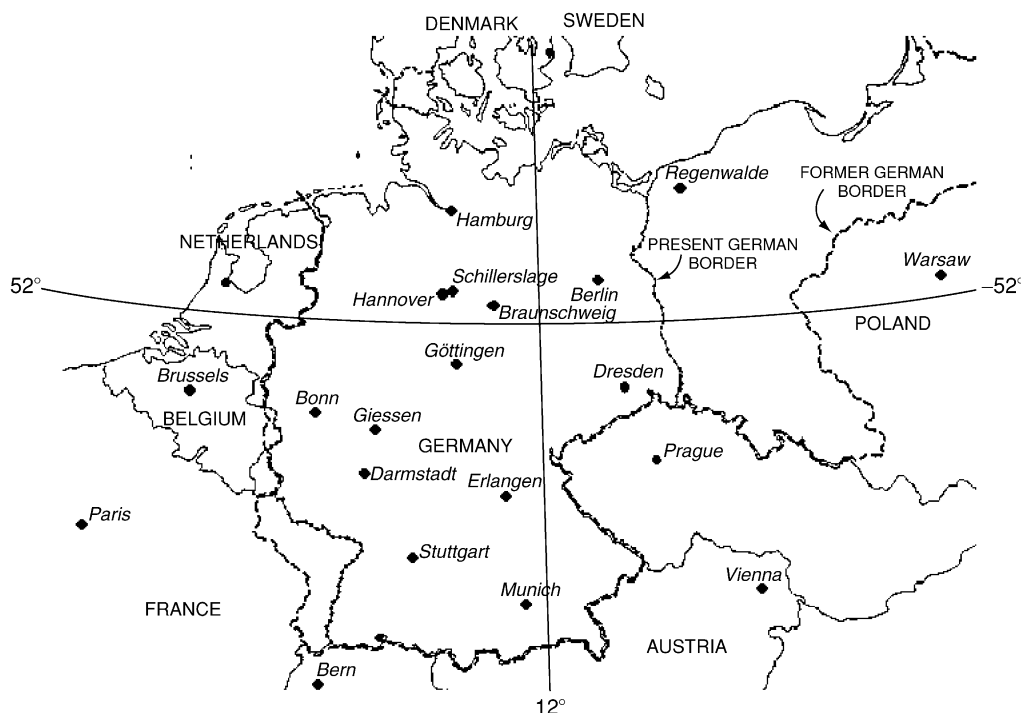 DENMARK
SWEDEN
Regenwalde
FORMER GERMAN
BORDER
Hamburg
NETHERLANDS
PRESENT GERMAN
BORDER
Warsaw
Schillerslage
52°
Hannover
Berlin
–52°
Braunschweig
POLAND
Göttingen
Brussels
Dresden
Bonn
BELGIUM
Giessen
GERMANY
Prague
Darmstadt
Erlangen
Paris
Stuttgart
Vienna
Munich
FRANCE
AUSTRIA
Bern
12°